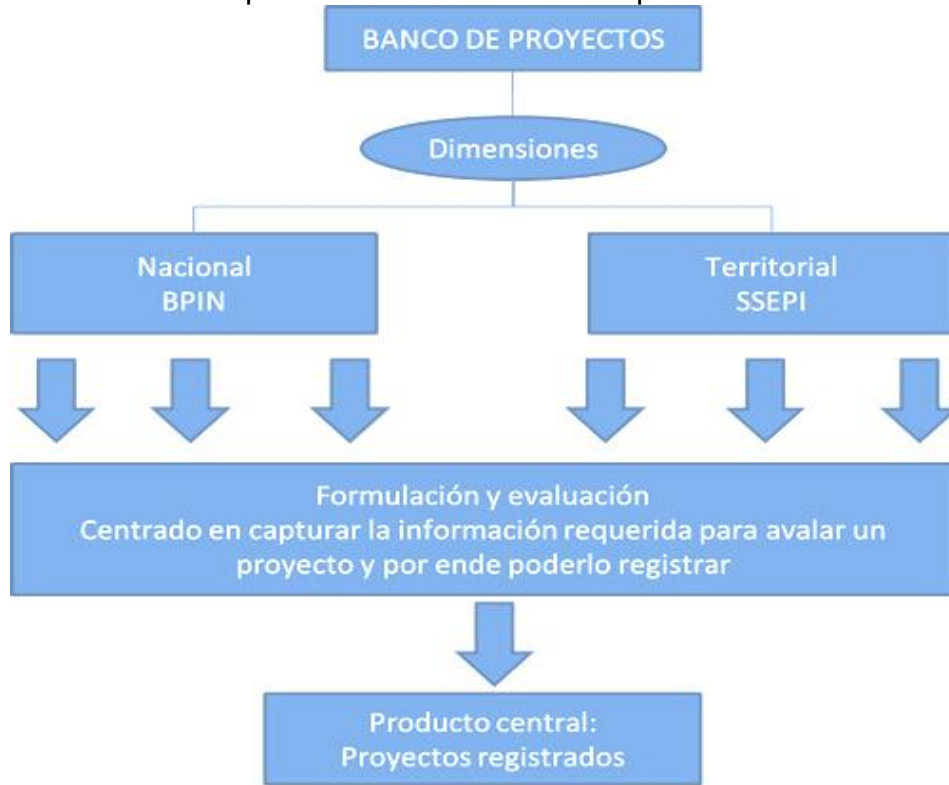 BANCO DE PROYECTOS
Dimensiones
Nacional
BPIN
Territorial
SSEPI
Formulación y evaluación
Centrado en capturar la información requerida para avalar un
proyecto y por ende poderlo registrar
Producto central:
Proyectos registrados